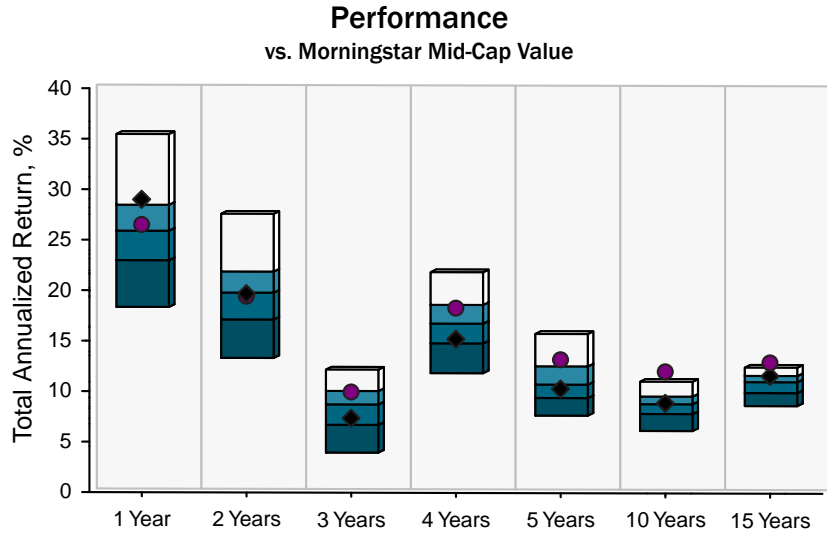 Performance
vs. Morningstar Mid-Cap Value
Total Annualized Return, %
40
35
30
25
20
15
10
5
0
1 Year 2 Years 3 Years 4 Years 5 Years 10 Years 15 Years